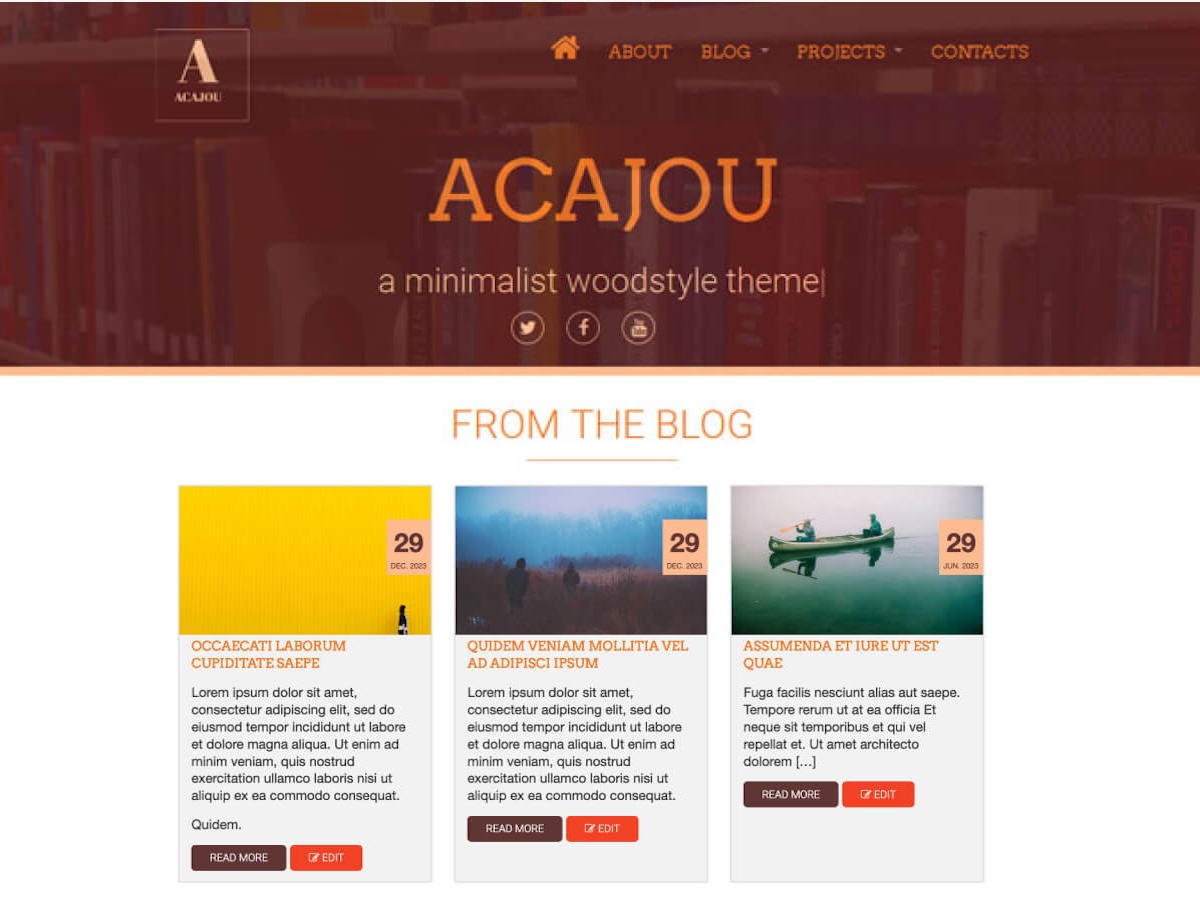 A
ACAJOU
ABOUT BLOG PROJECTS CONTACTS
ACAJOU
a minimalist woodstyle theme|
You
Tube
FROM THE BLOG
29
DEC. 2023
OCCAECATI LABORUM
CUPIDITATE SAEPE
Lorem ipsum dolor sit amet,
consectetur adipiscing elit, sed do
eiusmod tempor incididunt ut labore
et dolore magna aliqua. Ut enim ad
minim veniam, quis nostrud
exercitation ullamco laboris nisi ut
aliquip ex ea commodo consequat.
Quidem.
READ MORE EDIT
29
DEC. 2023
QUIDEM VENIAM MOLLITIA VEL
AD ADIPISCI IPSUM
Lorem ipsum dolor sit amet,
consectetur adipiscing elit, sed do
eiusmod tempor incididunt ut labore
et dolore magna aliqua. Ut enim ad
minim veniam, quis nostrud
exercitation ullamco laboris nisi ut
aliquip ex ea commodo consequat.
READ MORE EDIT
29
JUN. 2023
ASSUMENDA ET IURE UT EST
QUAE
Fuga facilis nesciunt alias aut saepe.
Tempore rerum ut at ea officia Et
neque sit temporibus et qui vel
repellat et. Ut amet architecto
dolorem […]
READ MORE EDIT